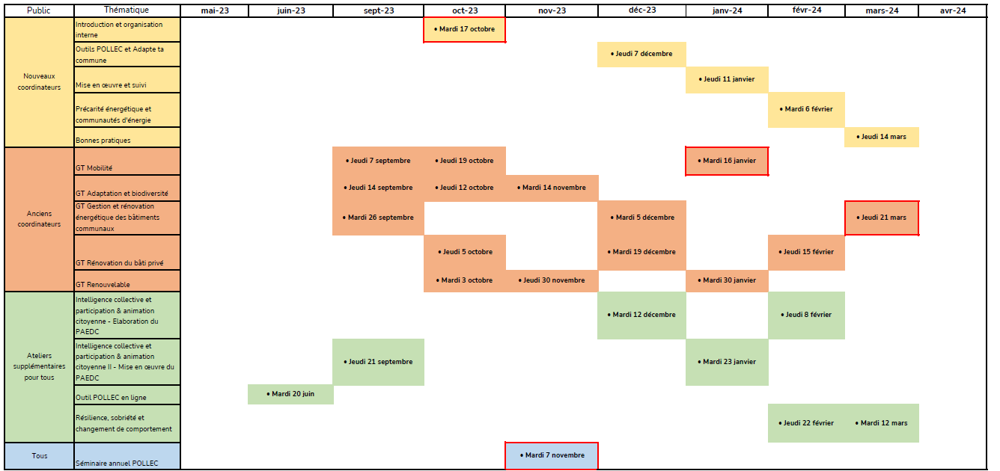 Public Thématique mai-23 juin-23 sept-23 oct-23 nov-23 déc-23 janv-24 févr-24 mars-24 avr-24
Nouveaux
coordinateurs
Introduction et organisation
interne
• Mardi 17 octobre
Outils POLLEC et Adapte ta
commune
• Jeudi 7 décembre
Mise en œuvre et suivi
• Jeudi 11 janvier
Précarité énergétique et
communautés d'énergie
• Mardi 6 février
Bonnes pratiques
• Jeudi 14 mars
Anciens
coordinateurs
GT Mobilité
• Jeudi 7 septembre • Jeudi 19 octobre • Mardi 16 janvier
GT Adaptation et biodiversité
• Jeudi 14 septembre • Jeudi 12 octobre • Mardi 14 novembre
GT Gestion et rénovation
énergétique des bâtiments
communaux
• Mardi 26 septembre • Mardi 5 décembre • Jeudi 21 mars
GT Rénovation du bâti privé
• Jeudi 5 octobre • Mardi 19 décembre • Jeudi 15 février
GT Renouvelable
• Mardi 3 octobre • Jeudi 30 novembre • Mardi 30 janvier
Ateliers
supplémentaires
pour tous
Intelligence collective et
participation & animation
citoyenne - Elaboration du
PAEDC
• Mardi 12 décembre • Jeudi 8 février
Intelligence collective et
participation & animation
citoyenne II - Mise en œuvre du
PAEDC
• Jeudi 21 septembre • Mardi 23 janvier
Outil POLLEC en ligne
• Mardi 20 juin
Résilience, sobriété et
changement de comportement
• Jeudi 22 février • Mardi 12 mars
Tous
Séminaire annuel POLLEC
• Mardi 7 novembre